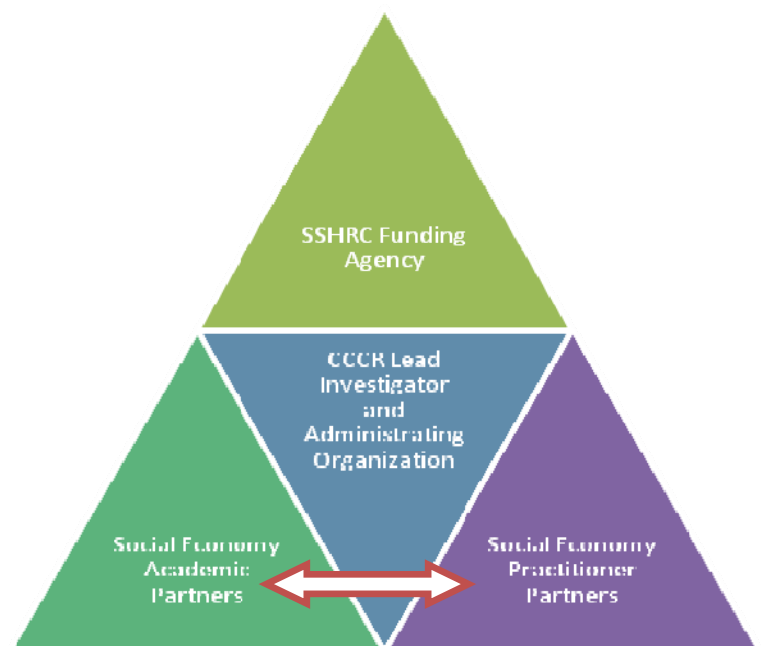 SSHRC Funding
Agency
CCCR Lead
Investigator
and
Administrating
Organization
Social Economy
Academic
Partners
Social Economy
Practitioner
Partners